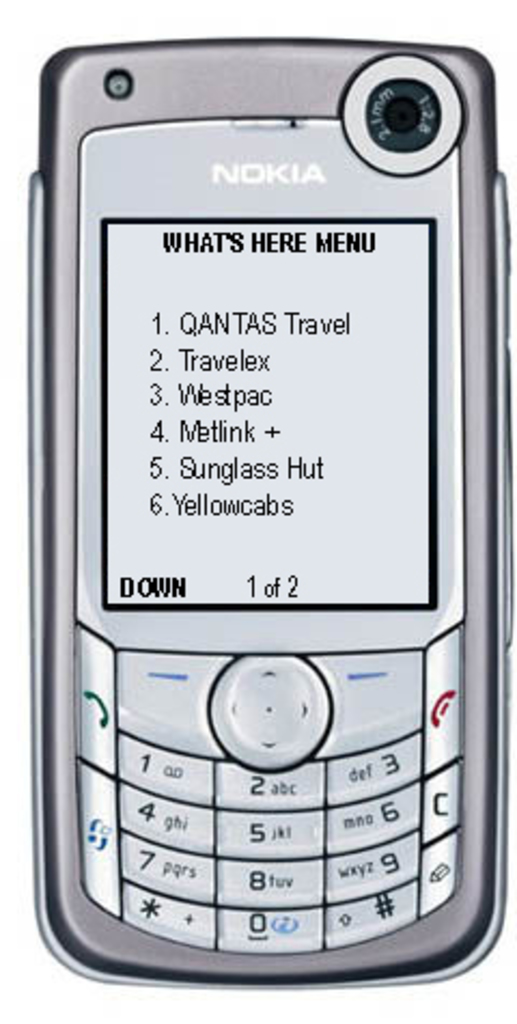 2.1mm 1:2.8
NOKIA
WHAT'S HERE MENU
1. QANTAS Travel
2. Travelex
3. Westpac
4. Metlink +
5. Sunglass Hut
6. Yellowcabs
DOWN 1 of 2
1 2 abc def 3
4 ghi 5 jkl mno 6 C
7 pqrs 8 tuv wxyz 9
* + 0 #